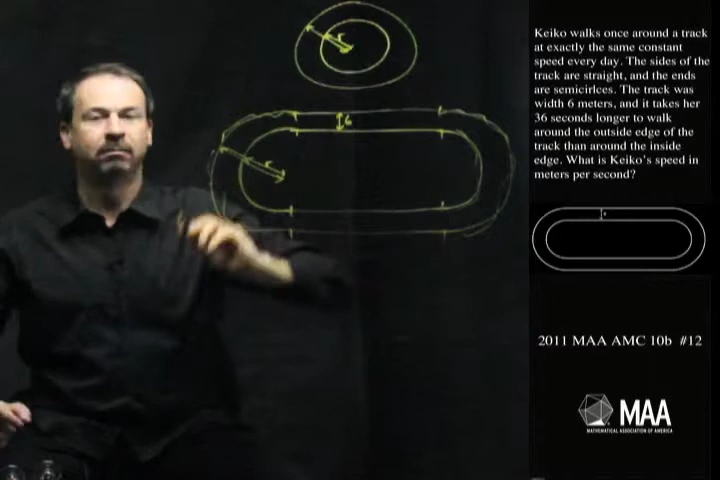 Keiko walks once around a track
at exactly the same constant
speed every day. The sides of the
track are straight, and the ends
are semicirlces. The track was
width 6 meters, and it takes her
36 seconds longer to walk
around the outside edge of the
track than around the inside
edge. What is Keiko's speed in
meters per second?
r
6
r
2011 MAA AMC 10b #12
MAA
MATHEMATICAL ASSOCIATION OF AMERICA